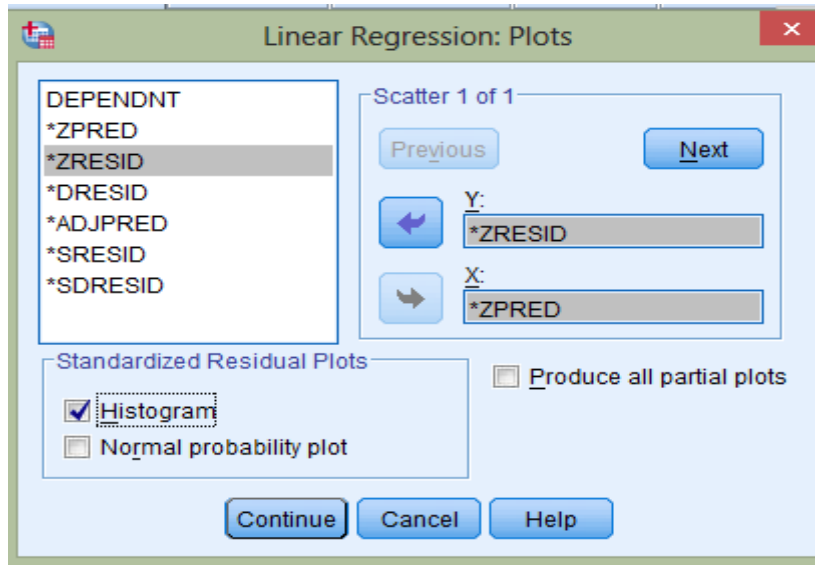 Linear Regression: Plots
DEPENDNT
*ZPRED
*ZRESID
*DRESID
*ADJPRED
*SRESID
*SDRESID
Scatter 1 of 1
Previous
Next
Y:
*ZRESID
X:
*ZPRED
Standardized Residual Plots
Histogram
Normal probability plot
Produce all partial plots
Continue
Cancel
Help